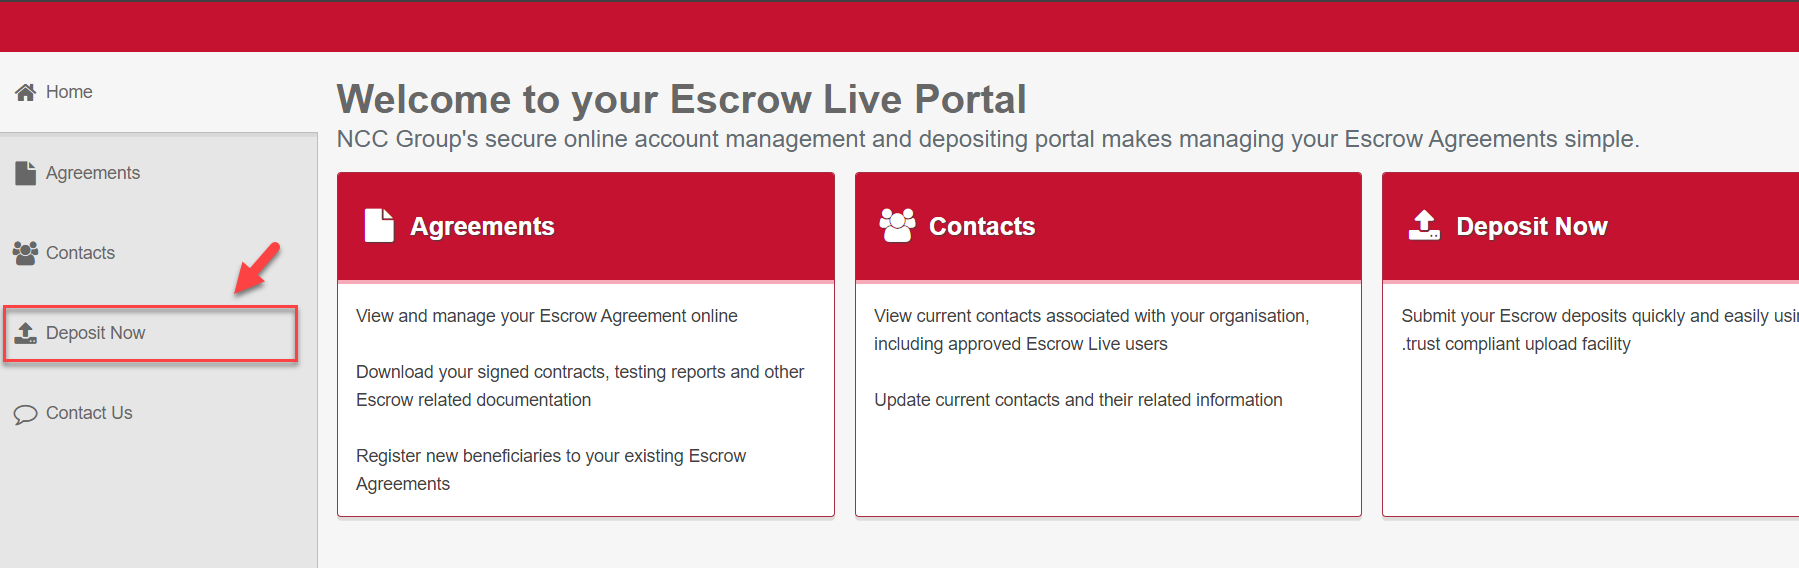 Home
Agreements
Contacts
Deposit Now
Contact Us
Welcome to your Escrow Live Portal
NCC Group's secure online account management and depositing portal makes managing your Escrow Agreements simple.
Agreements
View and manage your Escrow Agreement online
Download your signed contracts, testing reports and other
Escrow related documentation
Register new beneficiaries to your existing Escrow
Agreements
Contacts
View current contacts associated with your organisation,
including approved Escrow Live users
Update current contacts and their related information
Deposit Now
Submit your Escrow deposits quickly and easily
.trust compliant upload facility